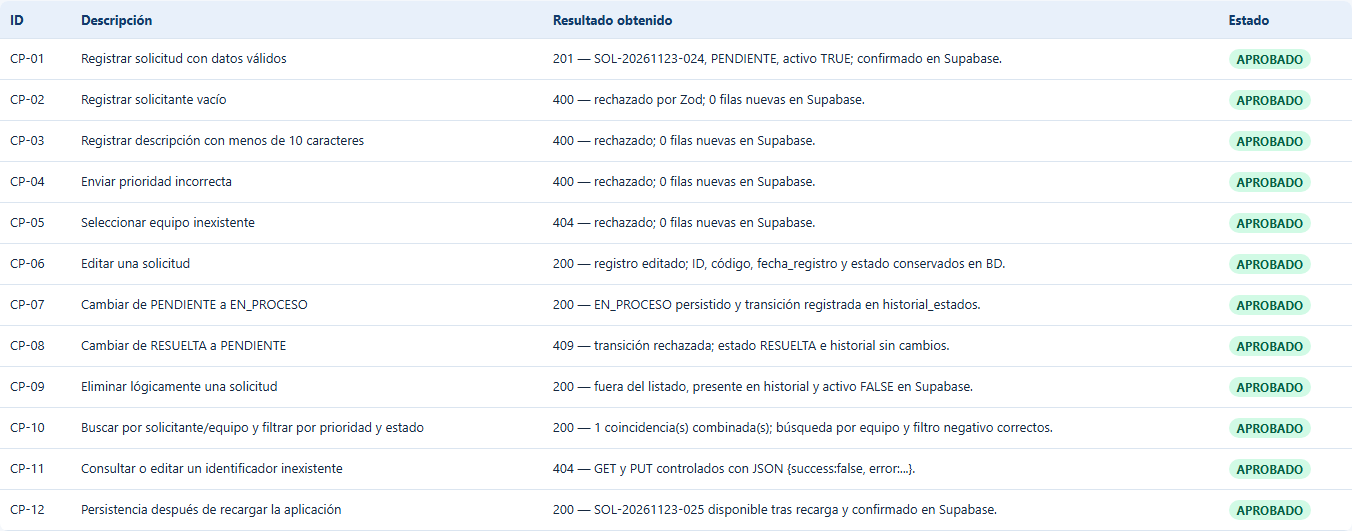 ID Descripción Resultado obtenido Estado
CP-01 Registrar solicitud con datos válidos 201 — SOL-20261123-024, PENDIENTE, activo TRUE; confirmado en Supabase. APROBADO
CP-02 Registrar solicitante vacío 400 — rechazado por Zod; 0 filas nuevas en Supabase. APROBADO
CP-03 Registrar descripción con menos de 10 caracteres 400 — rechazado; 0 filas nuevas en Supabase. APROBADO
CP-04 Enviar prioridad incorrecta 400 — rechazado; 0 filas nuevas en Supabase. APROBADO
CP-05 Seleccionar equipo inexistente 404 — rechazado; 0 filas nuevas en Supabase. APROBADO
CP-06 Editar una solicitud 200 — registro editado; ID, código, fecha_registro y estado conservados en BD. APROBADO
CP-07 Cambiar de PENDIENTE a EN_PROCESO 200 — EN_PROCESO persistido y transición registrada en historial_estados. APROBADO
CP-08 Cambiar de RESUELTA a PENDIENTE 409 — transición rechazada; estado RESUELTA e historial sin cambios. APROBADO
CP-09 Eliminar lógicamente una solicitud 200 — fuera del listado, presente en historial y activo FALSE en Supabase. APROBADO
CP-10 Buscar por solicitante/equipo y filtrar por prioridad y estado 200 — 1 coincidencia(s) combinada(s); búsqueda por equipo y filtro negativo correctos. APROBADO
CP-11 Consultar o editar un identificador inexistente 404 — GET y PUT controlados con JSON {success:false, error:...}. APROBADO
CP-12 Persistencia después de recargar la aplicación 200 — SOL-20261123-025 disponible tras recarga y confirmado en Supabase. APROBADO